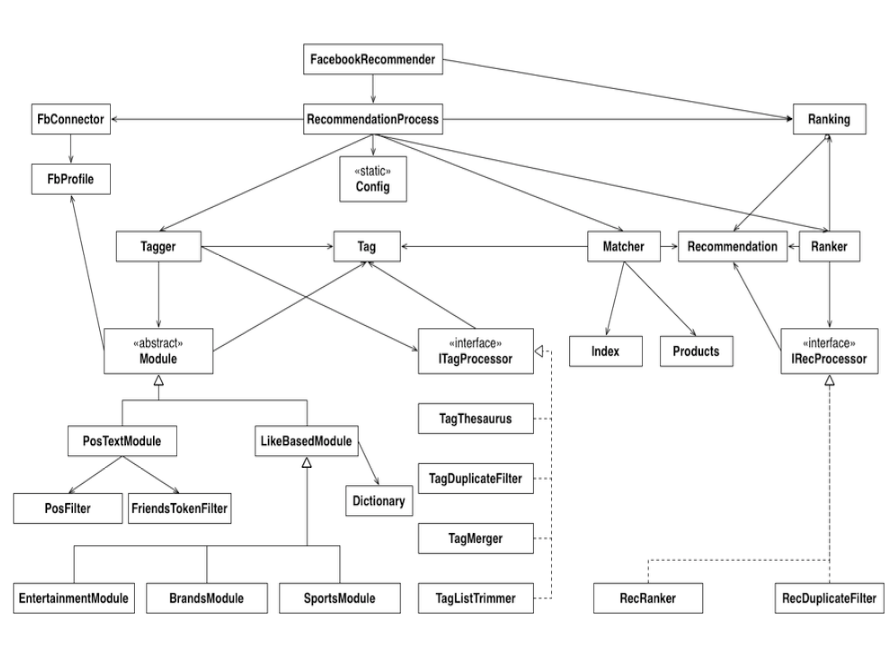 FacebookRecommender
FbConnector
RecommendationProcess
Ranking
«static»
Config
FbProfile
Tagger
Tag
Matcher
Recommendation
Ranker
«abstract»
Module
«interface»
ITagProcessor
Index
Products
«interface»
IRecProcessor
TagThesaurus
PosTextModule
LikeBasedModule
TagDuplicateFilter
PosFilter
FriendsTokenFilter
Dictionary
TagMerger
EntertainmentModule
BrandsModule
SportsModule
TagListTrimmer
RecRanker
RecDuplicateFilter